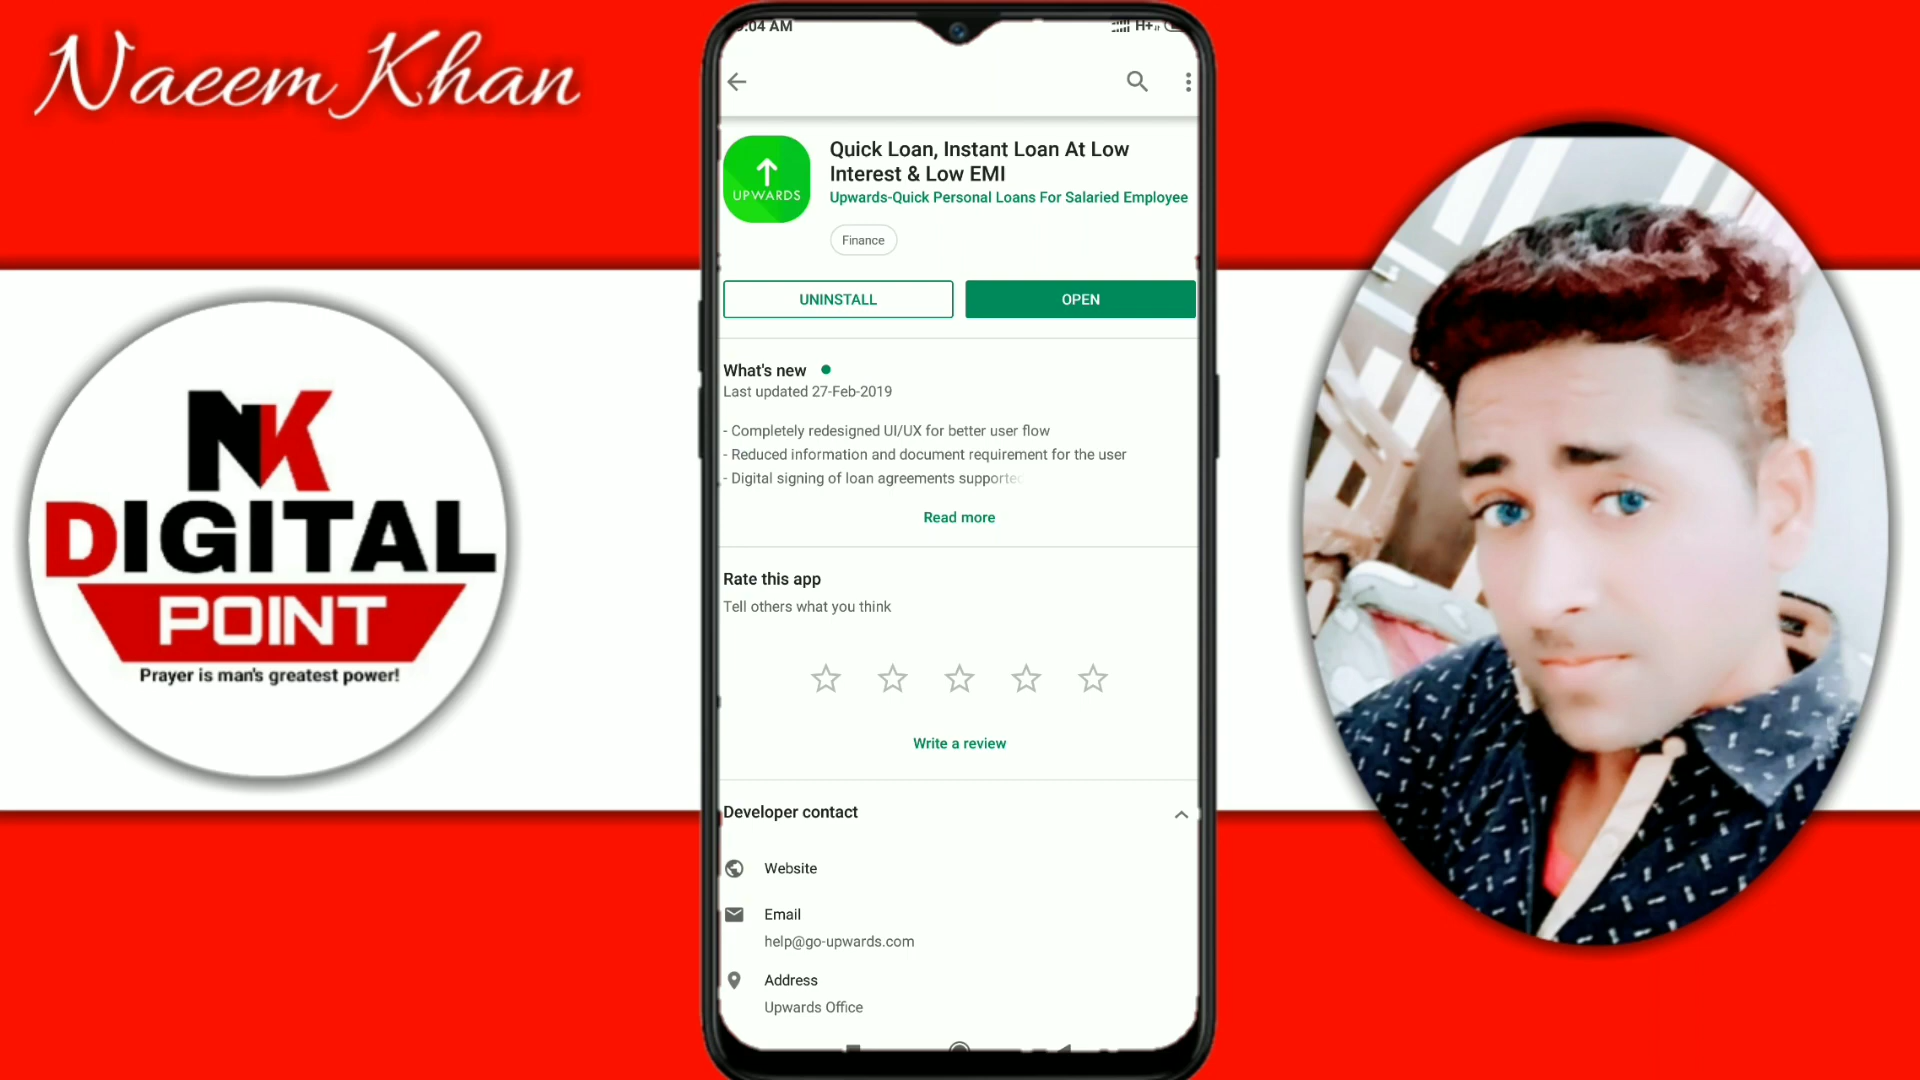 Naeem Khan
NK
DIGITAL
POINT
Prayer is man's greatest power!
:04 AM
H+
Quick Loan, Instant Loan At Low
Interest & Low EMI
Upwards-Quick Personal Loans For Salaried Employee
UPWARDS
Finance
UNINSTALL
OPEN
What's new
Last updated 27-Feb-2019
- Completely redesigned UI/UX for better user flow
- Reduced information and document requirement for the user
- Digital signing of loan agreements supported
Read more
Rate this app
Tell others what you think
Write a review
Developer contact
Website
Email
help@go-upwards.com
Address
Upwards Office